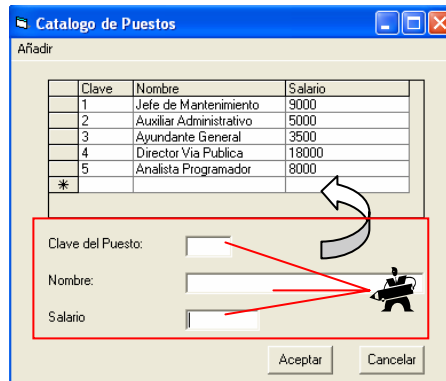 Catalogo de Puestos
Añadir
Clave Nombre Salario
1 Jefe de Mantenimiento 9000
2 Auxiliar Administrativo 5000
3 Ayundante General 3500
4 Director Via Publica 18000
5 Analista Programador 8000
Clave del Puesto:
Nombre:
Salario
Aceptar Cancelar